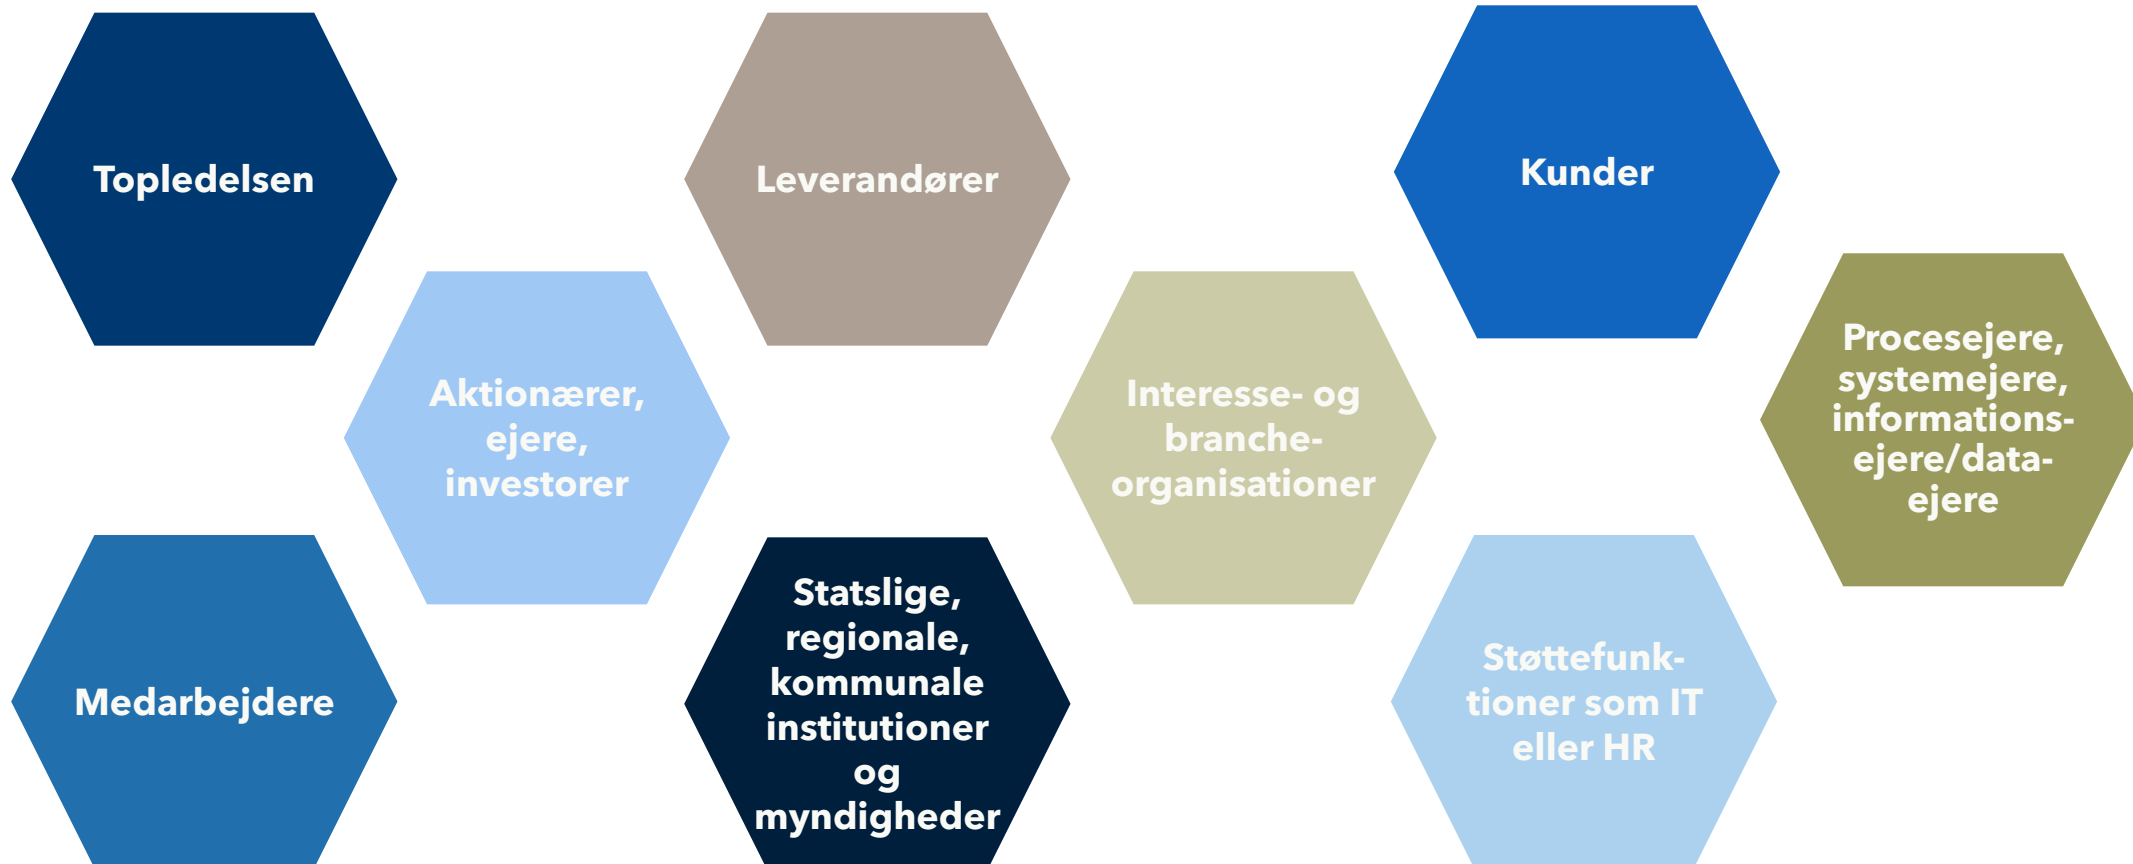 Topledelsen
Leverandører
Kunder
Aktionærer,
ejere,
investorer
Interesse- og
branche-
organisationer
Procesejere,
systemejere,
informations-
ejere/data-
ejere
Medarbejdere
Statslige,
regionale,
kommunale
institutioner
og
myndigheder
Støttefunk-
tioner som IT
eller HR